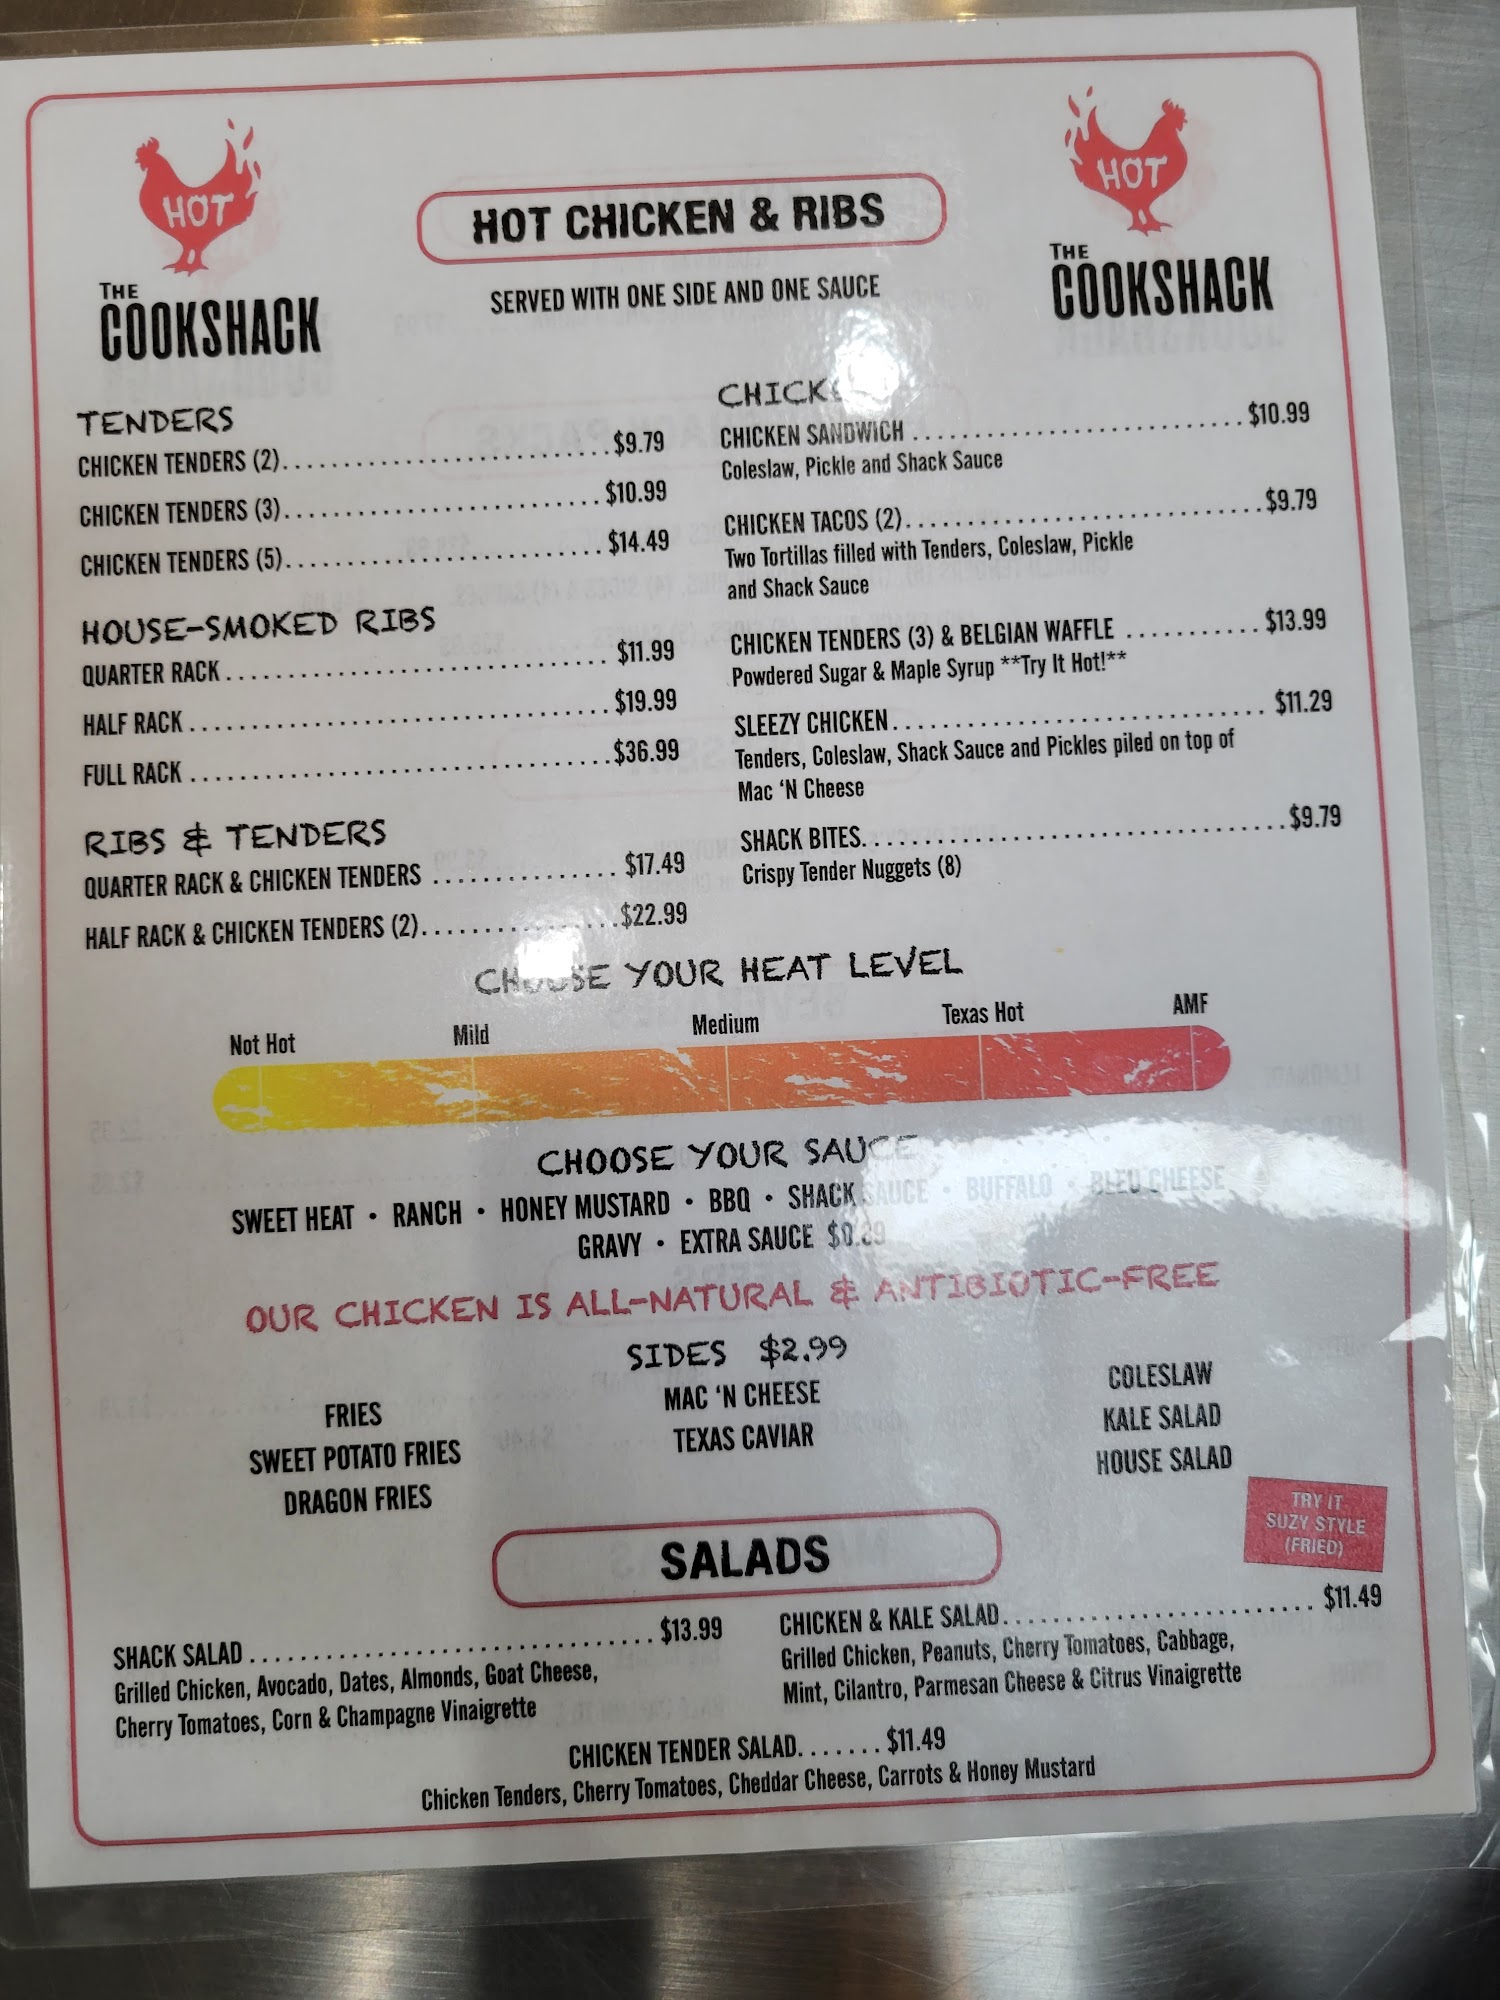 HOT
THE
COOKSHACK
HOT CHICKEN & RIBS
SERVED WITH ONE SIDE AND ONE SAUCE
HOT
THE
COOKSHACK
TENDERS
CHICKEN TENDERS (2)..........................$9.79
CHICKEN TENDERS (3)..........................$10.99
CHICKEN TENDERS (5)..........................$14.49
HOUSE-SMOKED RIBS
QUARTER RACK................................$11.99
HALF RACK...................................$19.99
FULL RACK...................................$36.99
RIBS & TENDERS
QUARTER RACK & CHICKEN TENDERS...............$17.49
HALF RACK & CHICKEN TENDERS (2)................$22.99
CHICKEN SANDWICH...........................$10.99
Coleslaw, Pickle and Shack Sauce
CHICKEN TACOS (2)............................$9.79
Two Tortillas filled with Tenders, Coleslaw, Pickle
and Shack Sauce
CHICKEN TENDERS (3) & BELGIAN WAFFLE...........$13.99
Powdered Sugar & Maple Syrup **Try It Hot!**
SLEEZY CHICKEN..............................$11.29
Tenders, Coleslaw, Shack Sauce and Pickles piled on top of
Mac ‘N Cheese
SHACK BITES.................................$9.79
Crispy Tender Nuggets (8)
CHOOSE YOUR HEAT LEVEL
Not Hot Mild Medium Texas Hot AMF
CHOOSE YOUR SAUCE
SWEET HEAT • RANCH • HONEY MUSTARD • BBQ • SHACK SAUCE • BUFFALO • BLEU CHEESE
GRAVY • EXTRA SAUCE
OUR CHICKEN IS ALL-NATURAL & ANTIBIOTIC-FREE
SIDES $2.99
FRIES
SWEET POTATO FRIES
DRAGON FRIES
MAC ‘N CHEESE
TEXAS CAVIAR
COLESLAW
KALE SALAD
HOUSE SALAD
SALADS
TRY IT
SUZY STYLE
(FRIED)
SHACK SALAD.................................$13.99
Grilled Chicken, Avocado, Dates, Almonds, Goat Cheese,
Cherry Tomatoes, Corn & Champagne Vinaigrette
CHICKEN & KALE SALAD.........................$11.49
Grilled Chicken, Peanuts, Cherry Tomatoes, Cabbage,
Mint, Cilantro, Parmesan Cheese & Citrus Vinaigrette
CHICKEN TENDER SALAD.......$11.49
Chicken Tenders, Cherry Tomatoes, Cheddar Cheese, Carrots & Honey Mustard